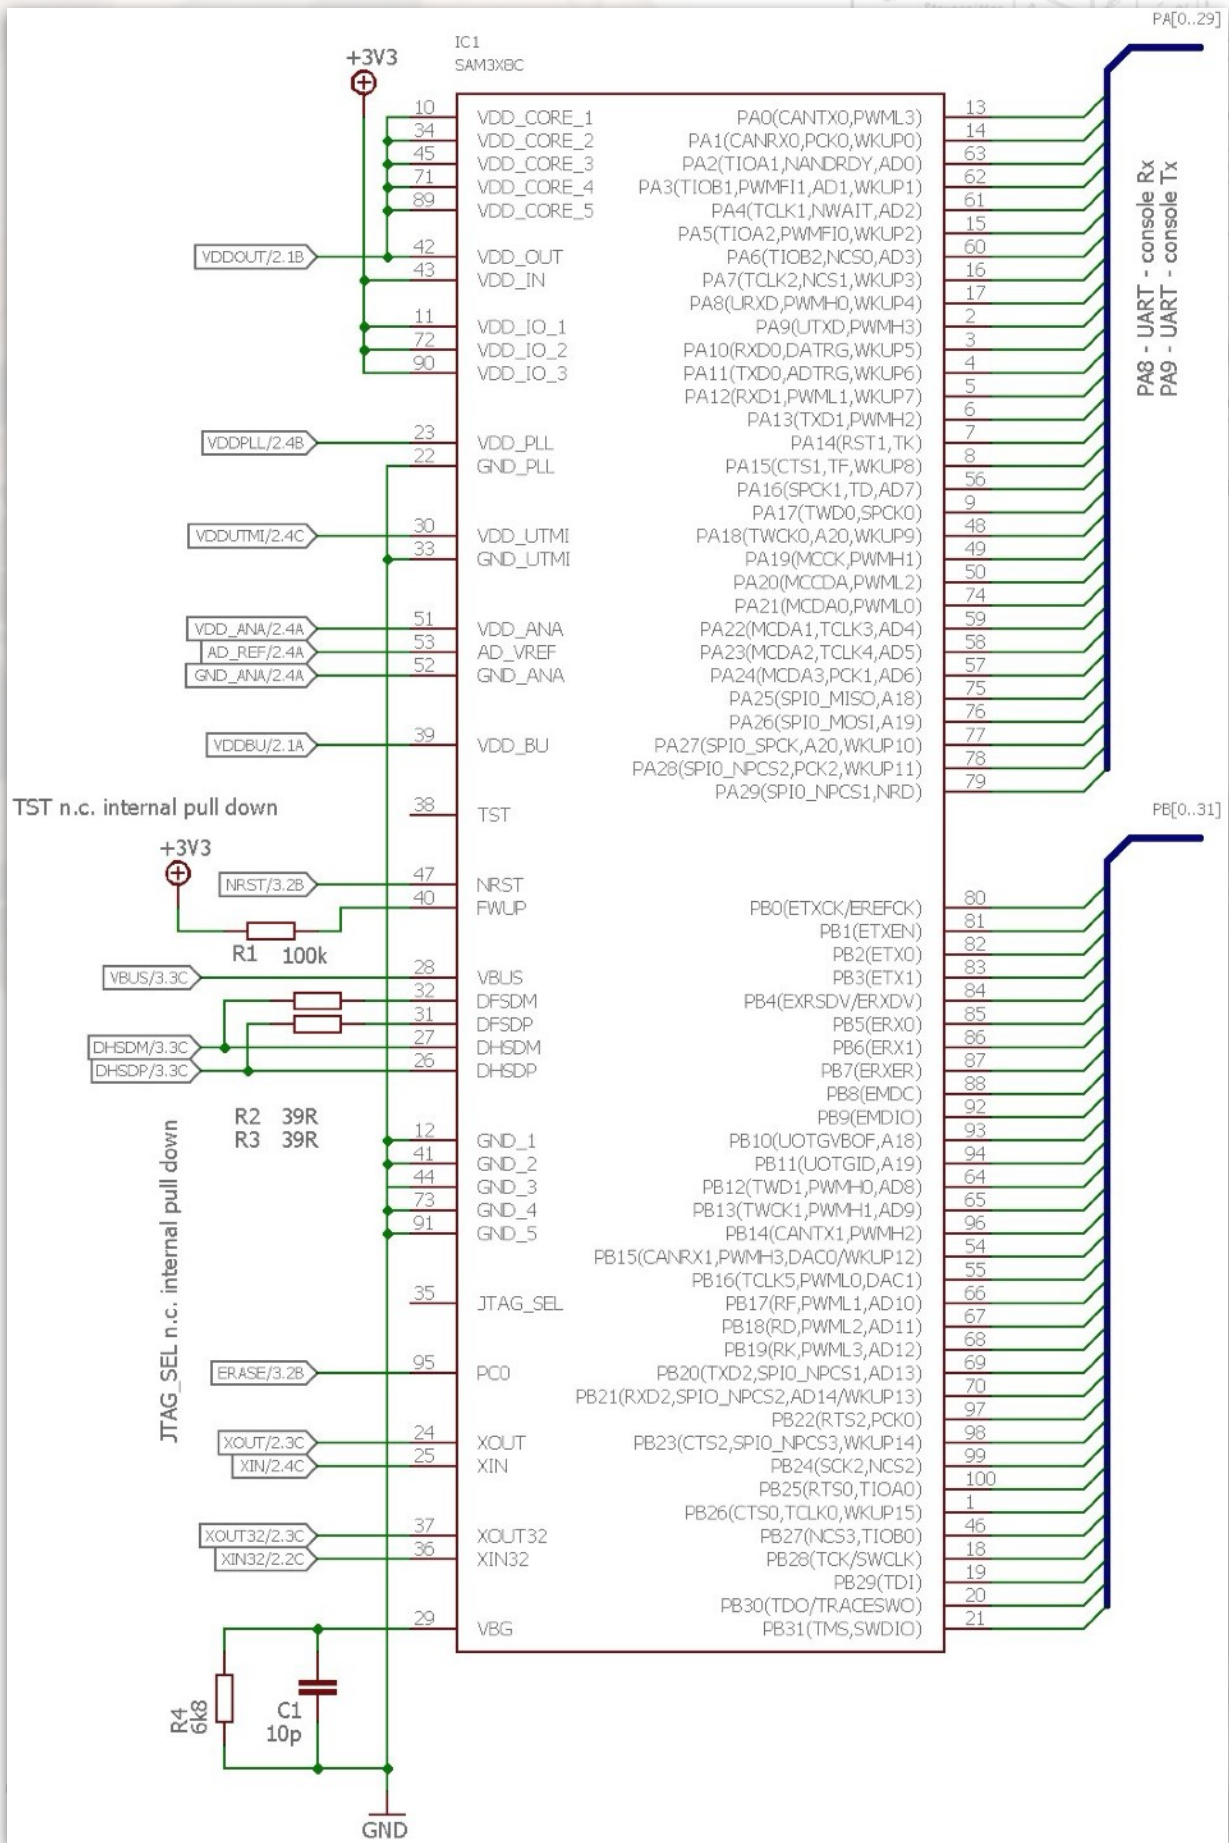 PA[0..29]
IC1
SAM3X8C
+3V3
10 VDD_CORE_1
34 VDD_CORE_2
45 VDD_CORE_3
71 VDD_CORE_4
89 VDD_CORE_5
VDDOUT/2.1B 42 VDD_OUT
43 VDD_IN
11 VDD_IO_1
72 VDD_IO_2
90 VDD_IO_3
VDDPLL/2.4B 23 VDD_PLL
22 GND_PLL
VDDUTMI/2.4C 30 VDD_UTMI
33 GND_UTMI
VDD_ANA/2.4A 51 VDD_ANA
AD_REF/2.4A 53 AD_VREF
GND_ANA/2.4A 52 GND_ANA
VDDBU/2.1A 39 VDD_BU
TST n.c. internal pull down 38 TST
+3V3
NRST/3.2B 47 NRST
40 FWUP
R1 100k
VBUS/3.3C 28 VBUS
32 DFSDM
31 DFSDP
DHSDM/3.3C 27 DHSDM
DHSDP/3.3C 26 DHSDP
R2 39R
R3 39R
12 GND_1
41 GND_2
44 GND_3
73 GND_4
91 GND_5
JTAG_SEL n.c. internal pull down
35 JTAG_SEL
ERASE/3.2B 95 PC0
XOUT/2.3C 24 XOUT
XIN/2.4C 25 XIN
XOUT32/2.3C 37 XOUT32
XIN32/2.2C 36 XIN32
29 VBG
R4
6k8
C1
10p
GND
PA0(CANTX0,PWML3) 13
PA1(CANRX0,PCK0,WKUP0) 14
PA2(TIOA1,NANDRDY,AD0) 63
PA3(TIOB1,PWMFI1,AD1,WKUP1) 62
PA4(TCLK1,NWAIT,AD2) 61
PA5(TIOA2,PWMFI0,WKUP2) 15
PA6(TIOB2,NCS0,AD3) 60
PA7(TCLK2,NCS1,WKUP3) 16
PA8(URXD,PWMH0,WKUP4) 17
PA9(UTXD,PWMH3) 2
PA10(RXD0,DATRG,WKUP5) 3
PA11(TXD0,ADTRG,WKUP6) 4
PA12(RXD1,PWML1,WKUP7) 5
PA13(TXD1,PWMH2) 6
PA14(RST1,TK) 7
PA15(CTS1,TF,WKUP8) 8
PA16(SPCK1,TD,AD7) 56
PA17(TWD0,SPCK0) 9
PA18(TWCK0,A20,WKUP9) 48
PA19(MCCK,PWMH1) 49
PA20(MCCDA,PWML2) 50
PA21(MCDA0,PWML0) 74
PA22(MCDA1,TCLK3,AD4) 59
PA23(MCDA2,TCLK4,AD5) 58
PA24(MCDA3,PCK1,AD6) 57
PA25(SPI0_MISO,A18) 75
PA26(SPI0_MOSI,A19) 76
PA27(SPI0_SPCK,A20,WKUP10) 77
PA28(SPI0_NPCS2,PCK2,WKUP11) 78
PA29(SPI0_NPCS1,NRD) 79
PA8 - UART - console Rx
PA9 - UART - console Tx
PB[0..31]
PB0(ETXCK/EREFCK) 80
PB1(ETXEN) 81
PB2(ETX0) 82
PB3(ETX1) 83
PB4(EXRSDV/ERXDV) 84
PB5(ERX0) 85
PB6(ERX1) 86
PB7(ERXER) 87
PB8(EMDC) 88
PB9(EMDIO) 92
PB10(UOTGVBOF,A18) 93
PB11(UOTGID,A19) 94
PB12(TWD1,PWMH0,AD8) 64
PB13(TWCK1,PWMH1,AD9) 65
PB14(CANTX1,PWMH2) 96
PB15(CANRX1,PWMH3,DAC0/WKUP12) 54
PB16(TCLK5,PWML0,DAC1) 55
PB17(RF,PWML1,AD10) 66
PB18(RD,PWML2,AD11) 67
PB19(RK,PWML3,AD12) 68
PB20(TXD2,SPI0_NPCS1,AD13) 69
PB21(RXD2,SPIO_NPCS2,AD14/WKUP13) 70
PB22(RTS2,PCK0) 97
PB23(CTS2,SPI0_NPCS3,WKUP14) 98
PB24(SCK2,NCS2) 99
PB25(RTS0,TIOA0) 100
PB26(CTS0,TCLK0,WKUP15) 1
PB27(NCS3,TIOB0) 46
PB28(TCK/SWCLK) 18
PB29(TDI) 19
PB30(TDO/TRACESWO) 20
PB31(TMS,SWDIO) 21